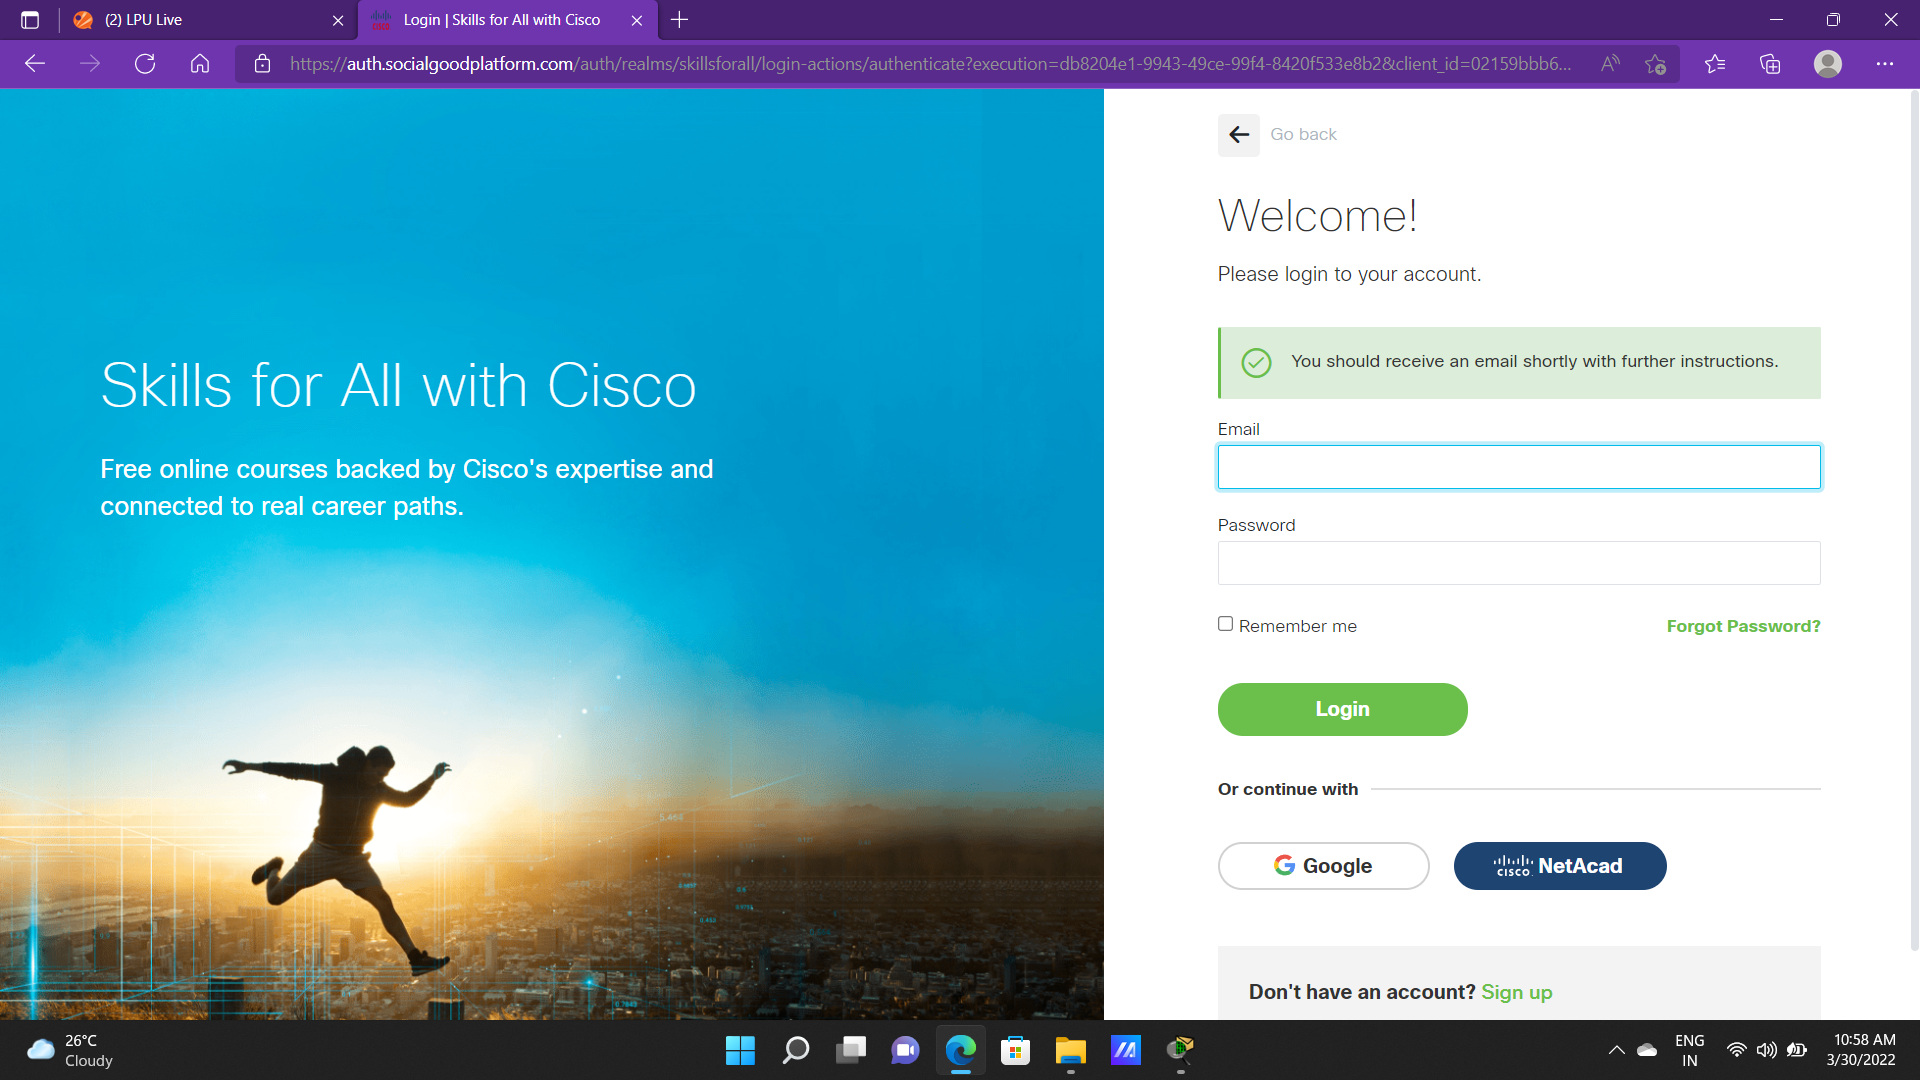 (2) LPU Live
Login | Skills for All with Cisco
https://auth.socialgoodplatform.com/auth/realms/skillsforall/login-actions/authenticate?execution=db8204e1-9943-49ce-99f4-8420f533e8b2&client_id=02159bbb6...
Go back
Welcome!
Please login to your account.
You should receive an email shortly with further instructions.
Email
Password
Remember me
Forgot Password?
Login
Or continue with
Google
CISCO NetAcad
Don't have an account? Sign up
Skills for All with Cisco
Free online courses backed by Cisco's expertise and
connected to real career paths.
26°C
Cloudy
ENG
IN
10:58 AM
3/30/2022